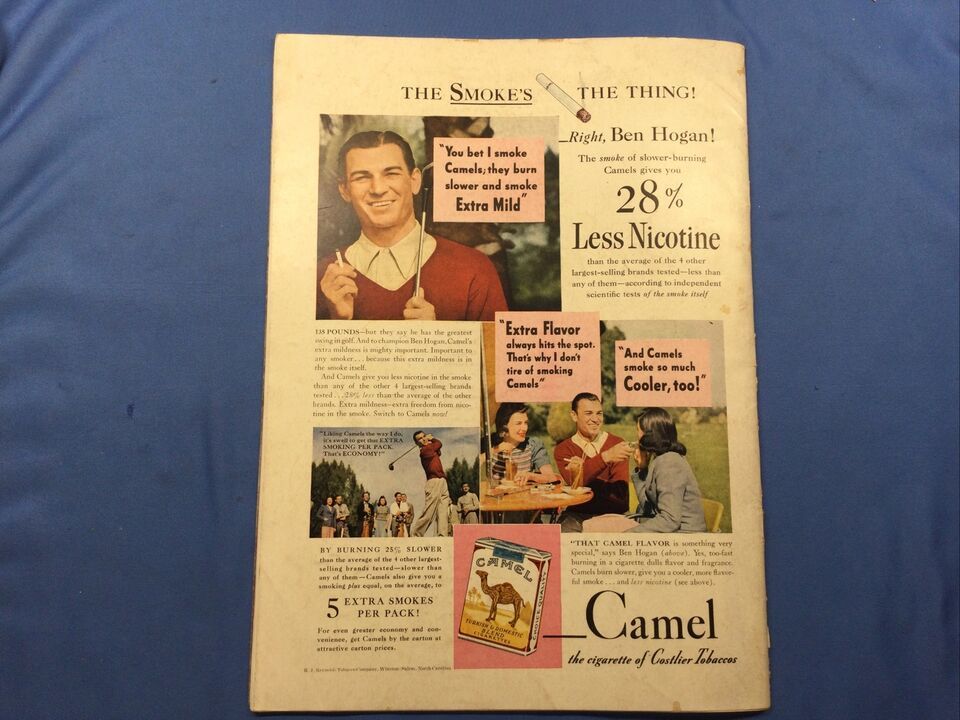 THE SMOKE'S THE THING!
"You bet I smoke
Camels; they burn
slower and smoke
Extra Mild"
Right, Ben Hogan!
The smoke of slower-burning
Camels gives you
28%
Less Nicotine
than the average of the 4 other
largest-selling brands tested—less than
any of them—according to independent
scientific tests of the smoke itself
138 POUNDS—but they say he has the greatest
swing in golf. And to champion Ben Hogan, Camel's
extra mildness is mighty important. Important to
any smoker... because this extra mildness is in
the smoke itself.
And Camels give you less nicotine in the smoke
than any of the other 4 largest-selling brands
tested...28% less than the average of the other
brands. Extra mildness—extra freedom from nico-
tine in the smoke. Switch to Camels now!
"Extra Flavor
always hits the spot.
That's why I don't
tire of smoking
Camels"
"And Camels
smoke so much
Cooler, too!"
"Liking Camels the way I do,
it's swell to get that EXTRA
SMOKING PER PACK.
That's ECONOMY!"
BY BURNING 25% SLOWER
than the average of the 4 other largest-
selling brands tested—slower than
any of them—Camels also give you a
smoking plus equal, on the average, to
5 EXTRA SMOKES
PER PACK!
For even greater economy and con-
venience, get Camels by the carton at
attractive carton prices.
R. J. Reynolds Tobacco Company, Winston-Salem, North Carolina
CAMEL
TURKISH & DOMESTIC
BLEND
CIGARETTES
CHOICE QUALITY
"THAT CAMEL FLAVOR is something very
special," says Ben Hogan (above). Yes, too-fast
burning in a cigarette dulls flavor and fragrance.
Camels burn slower, give you a cooler, more flavor-
ful smoke...and less nicotine (see above).
Camel
the cigarette of Costlier Tobaccos